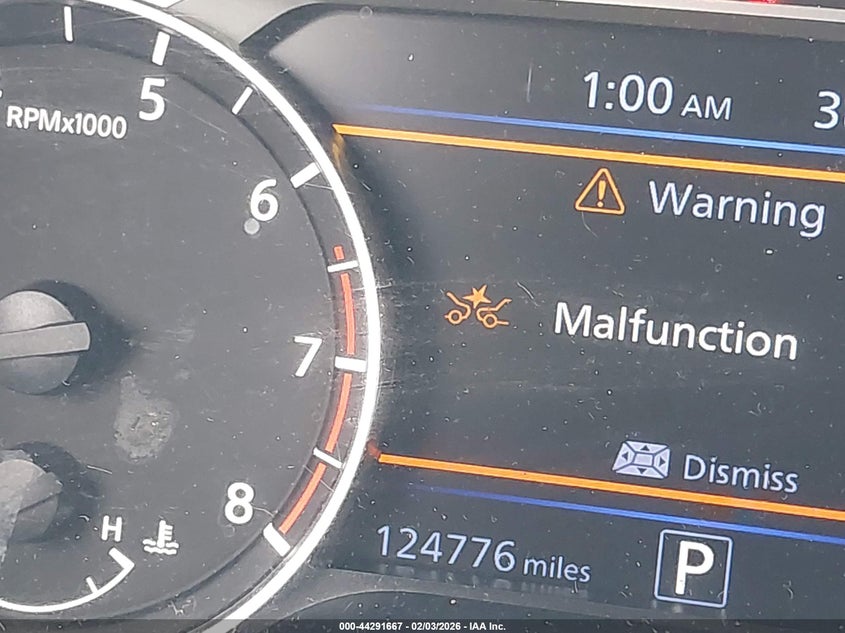 5
RPMx1000
6
7
8
H
1:00 AM
Warning
Malfunction
Dismiss
124776 miles
P
000-44291667 - 02/03/2026 - IAA Inc.